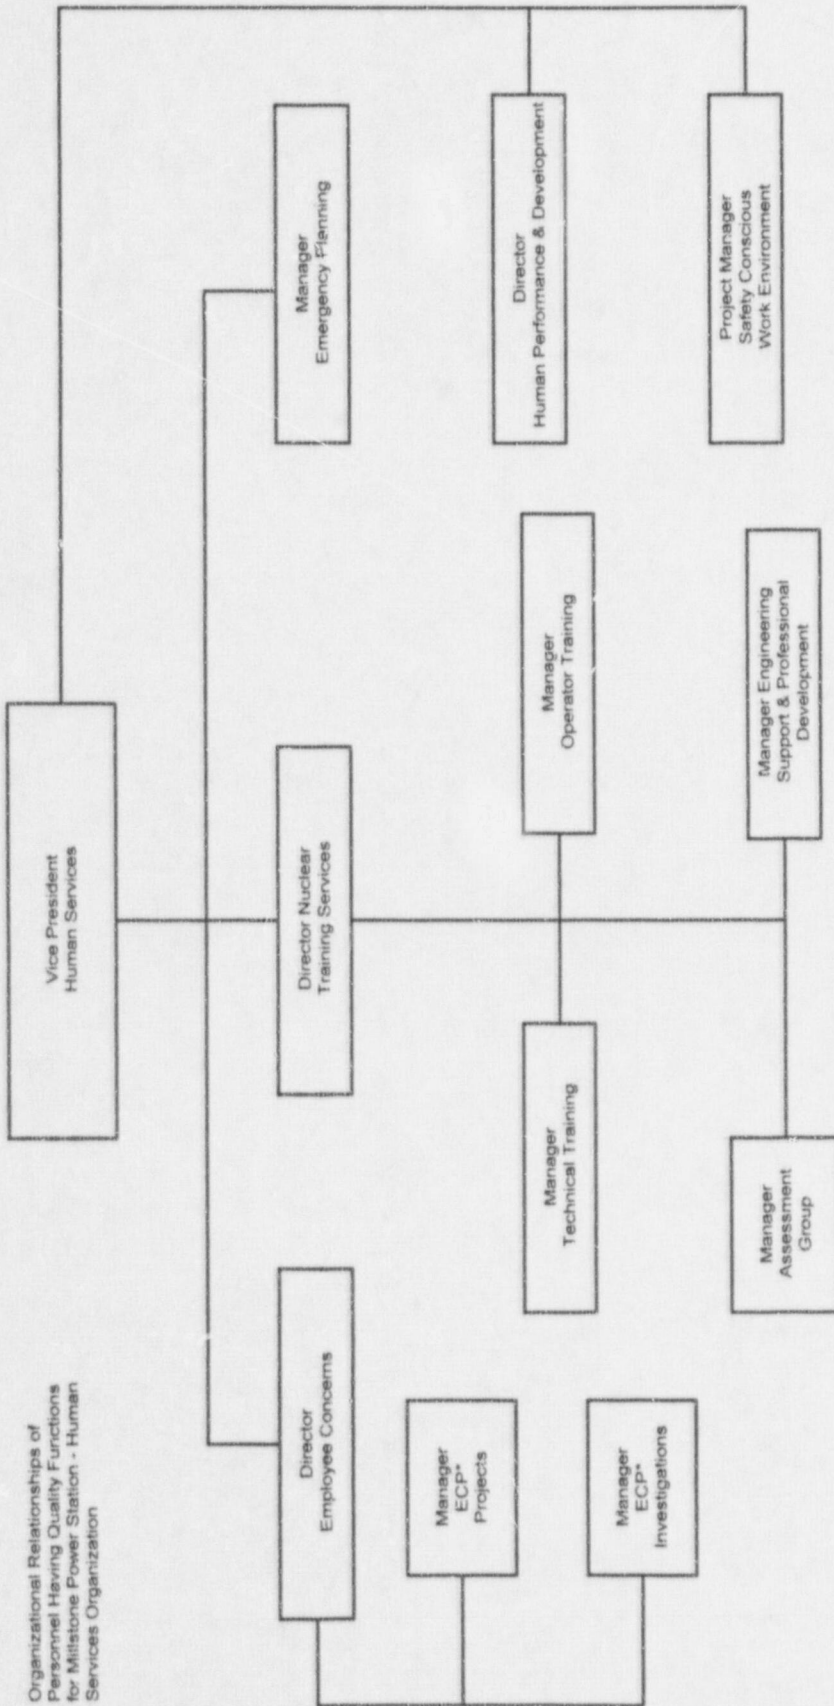 Organizational Relationships of
Personnel Having Quality Functions
for Millstone Power Station - Human
Services Organization
Vice President
Human Services
Director
Employee Concerns
Director Nuclear
Training Services
Manager
Emergency Planning
Manager
ECP*
Projects
Manager
ECP*
Investigations
Manager
Technical Training
Manager
Operator Training
Director
Human Performance & Development
Manager
Assessment
Group
Manager Engineering
Support & Professional
Development
Project Manager
Safety Conscious
Work Environment